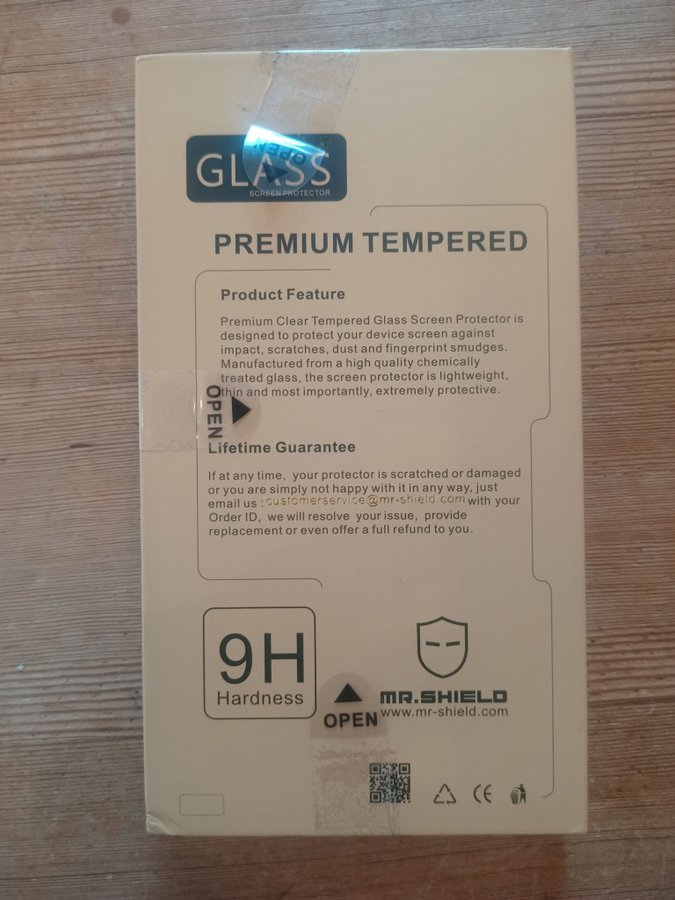 OPEN
GLASS
SCREEN PROTECTOR
PREMIUM TEMPERED
Product Feature
Premium Clear Tempered Glass Screen Protector is
designed to protect your device screen against
impact, scratches, dust and fingerprint smudges.
Manufactured from a high quality chemically
treated glass, the screen protector is lightweight,
thin and most importantly, extremely protective.
OPEN
Lifetime Guarantee
If at any time, your protector is scratched or damaged
or you are simply not happy with it in any way, just
email us : customerservice@mr-shield.com with your
Order ID, we will resolve your issue, provide
replacement or even offer a full refund to you.
9H
Hardness
MR.SHIELD
www.mr-shield.com
OPEN
CE